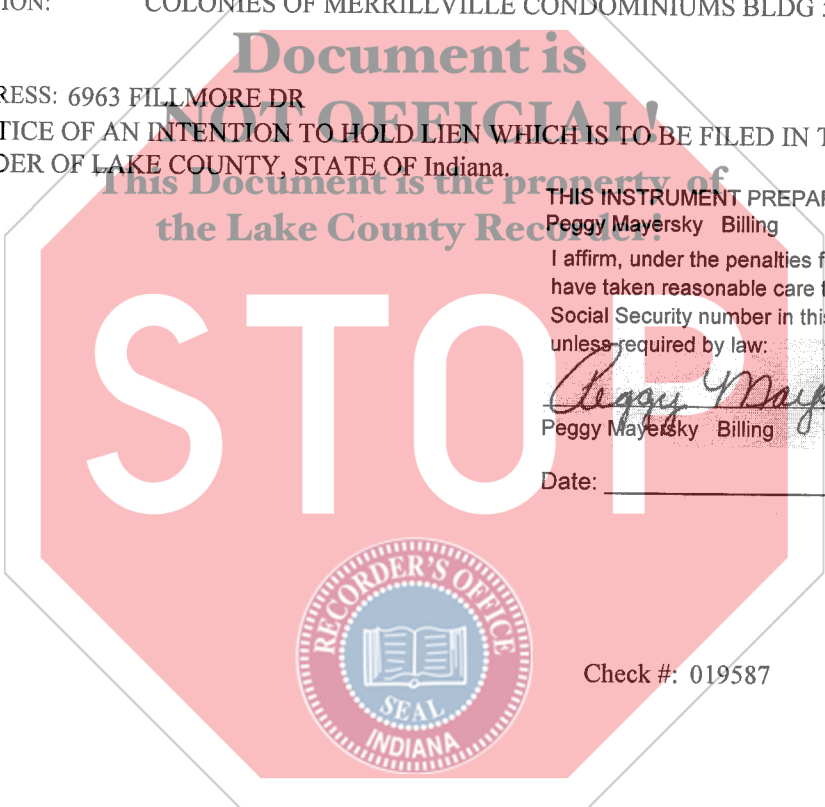 TION: COLONIES OF MERRILLVILLE CONDOMINIUMS BLDG
Document is
RESS: 6963 FILLMORE DR
NOT OFFICIAL!
TICE OF AN INTENTION TO HOLD LIEN WHICH IS TO BE FILED IN T
DER OF LAKE COUNTY, STATE OF Indiana.
This Document is the property of
the Lake County Recorder!
THIS INSTRUMENT PREPAR
Peggy Mayersky Billing
I affirm, under the penalties f
have taken reasonable care t
Social Security number in this
unless required by law:
STOP
Peggy Maye
Peggy Mayersky Billing
Date:
RECORDER'S OFFICE
SEAL
INDIANA
Check #: 019587